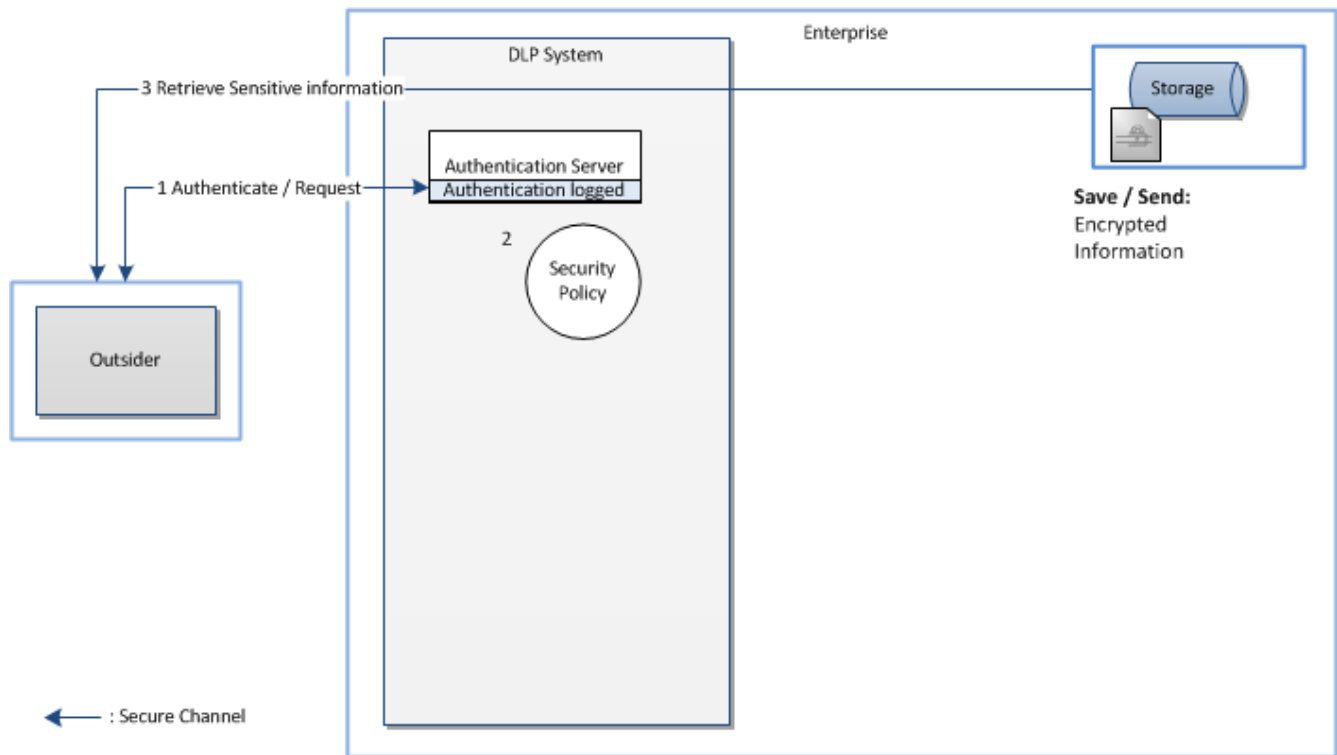 Enterprise
DLP System
3 Retrieve Sensitive information
Storage
Authentication Server
1 Authenticate / Request
Authentication logged
Save / Send:
Encrypted
Information
2
Security
Policy
Outsider
: Secure Channel